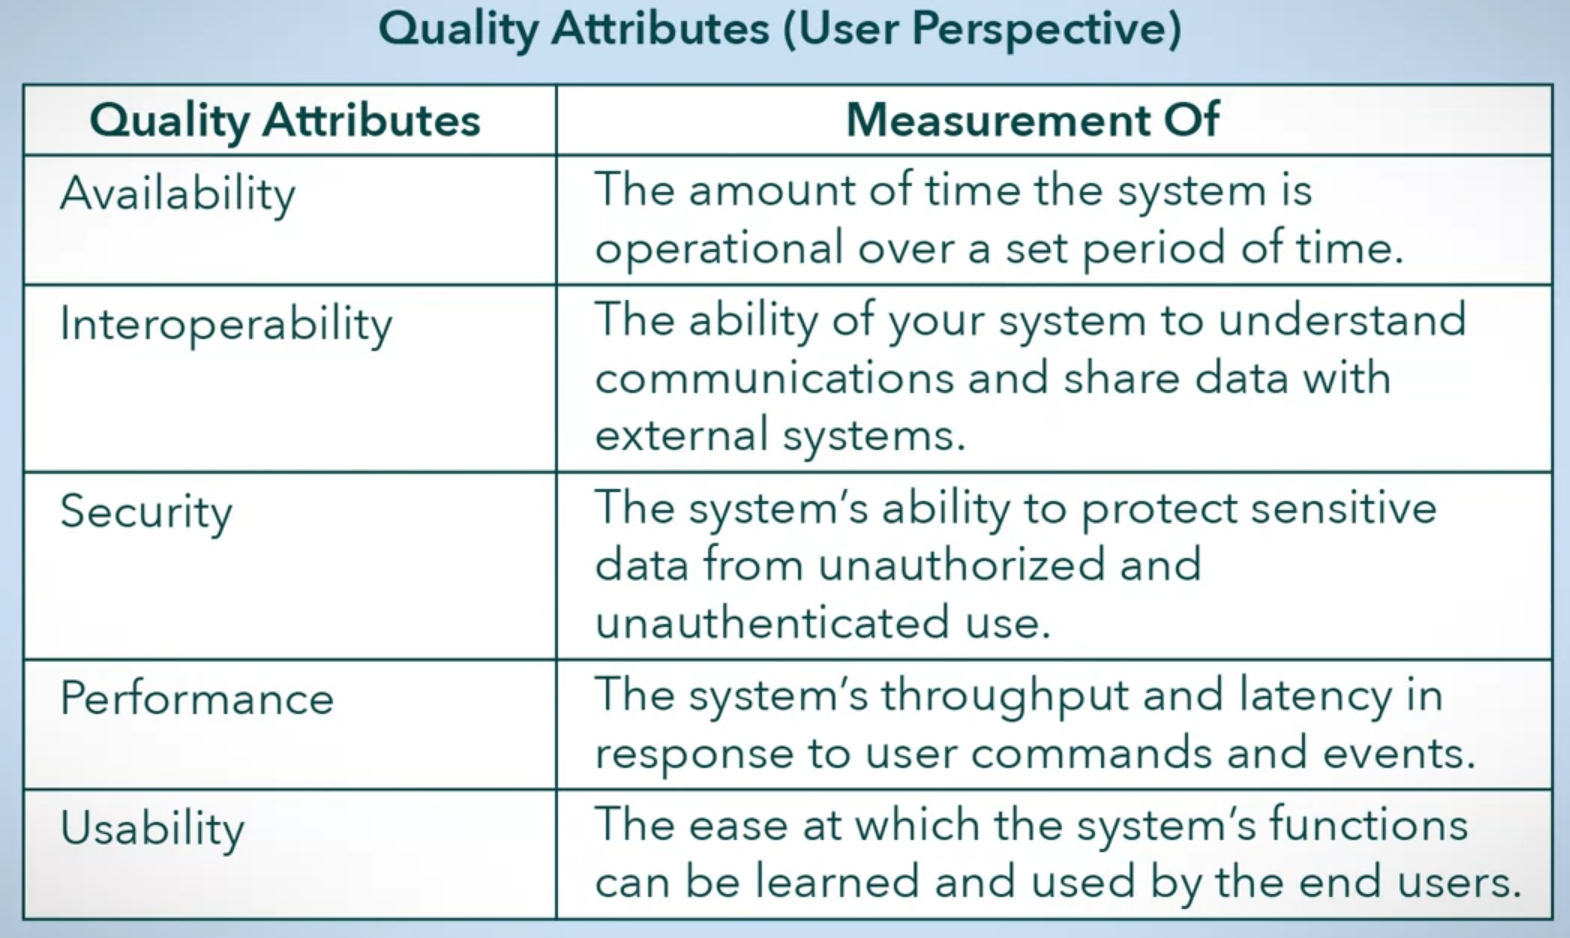 Quality Attributes (User Perspective)
Quality Attributes
Measurement Of
Availability
The amount of time the system is
operational over a set period of time.
Interoperability
The ability of your system to understand
communications and share data with
external systems.
Security
The system’s ability to protect sensitive
data from unauthorized and
unauthenticated use.
Performance
The system’s throughput and latency in
response to user commands and events.
Usability
The ease at which the system’s functions
can be learned and used by the end users.